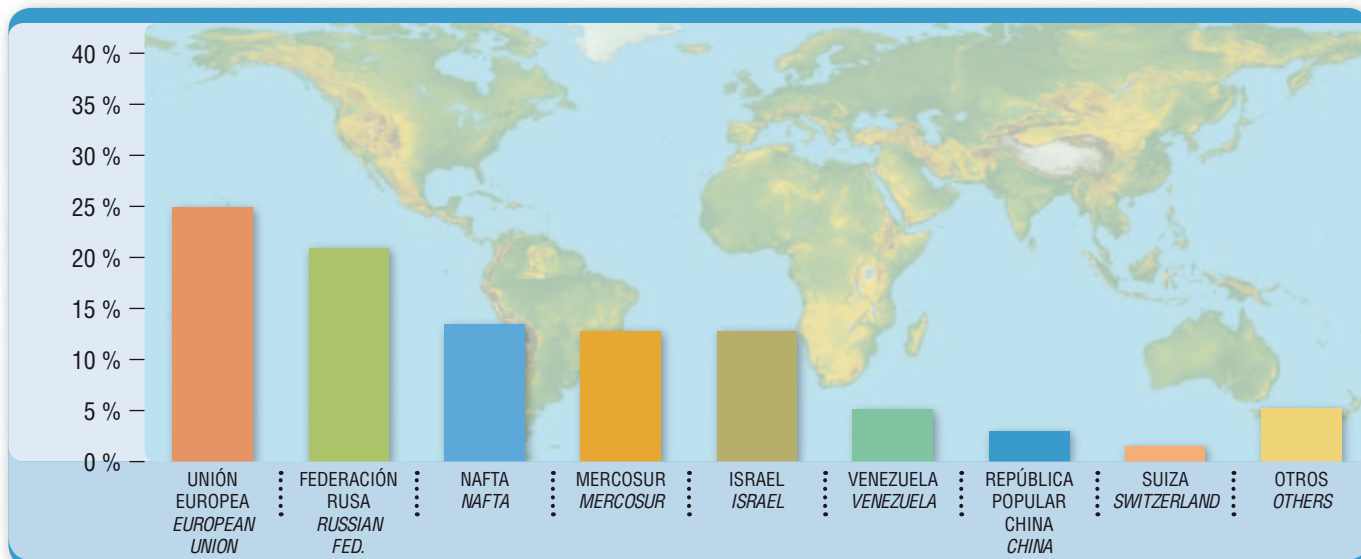 40 %
35 %
30 %
25 %
20 %
15 %
10 %
5 %
0 %
UNIÓN
EUROPEA
EUROPEAN
UNION
FEDERACIÓN
RUSA
RUSSIAN
FED.
NAFTA
NAFTA
MERCOSUR
MERCOSUR
ISRAEL
ISRAEL
VENEZUELA
VENEZUELA
REPÚBLICA
POPULAR
CHINA
CHINA
SUIZA
SWITZERLAND
OTROS
OTHERS